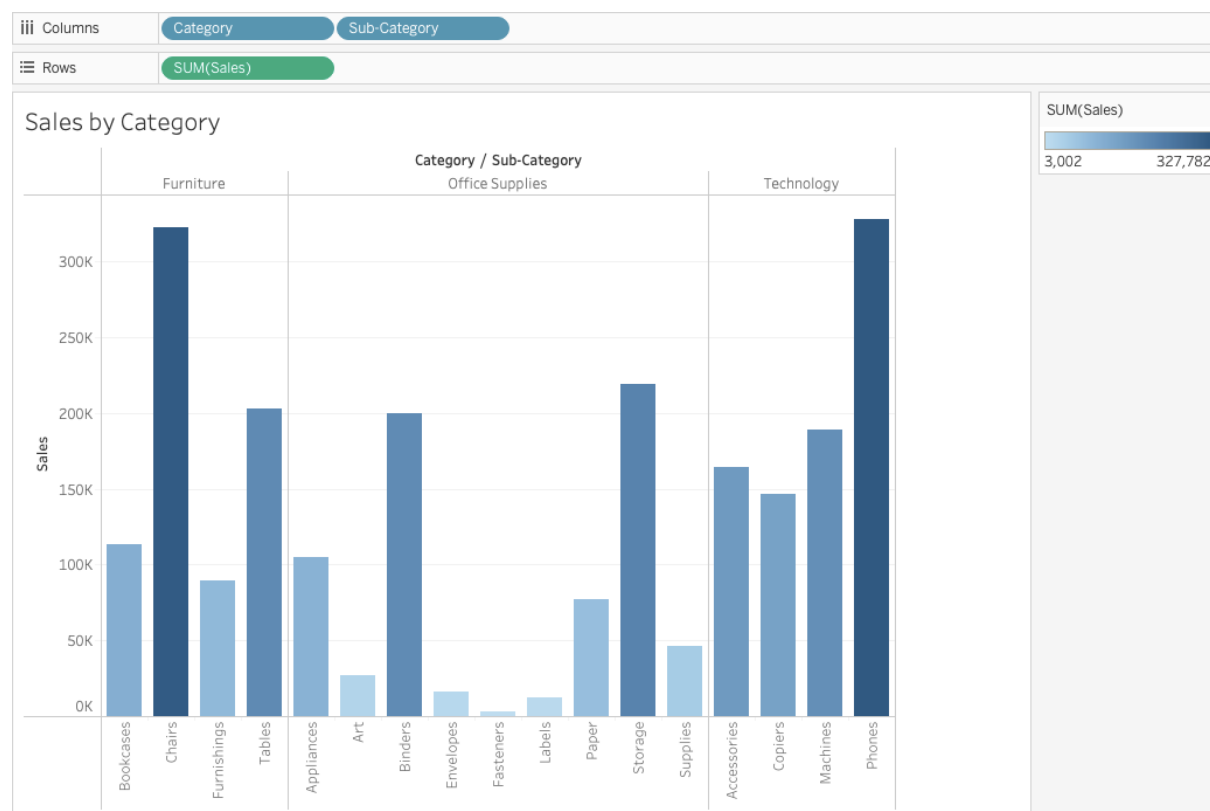 Columns Category Sub-Category
Rows SUM(Sales)
Sales by Category
SUM(Sales)
3,002 327,782
Category / Sub-Category
Furniture Office Supplies Technology
300K
250K
200K
150K
100K
50K
0K
Sales
Bookcases
Chairs
Furnishings
Tables
Appliances
Art
Binders
Envelopes
Fasteners
Labels
Paper
Storage
Supplies
Accessories
Copiers
Machines
Phones